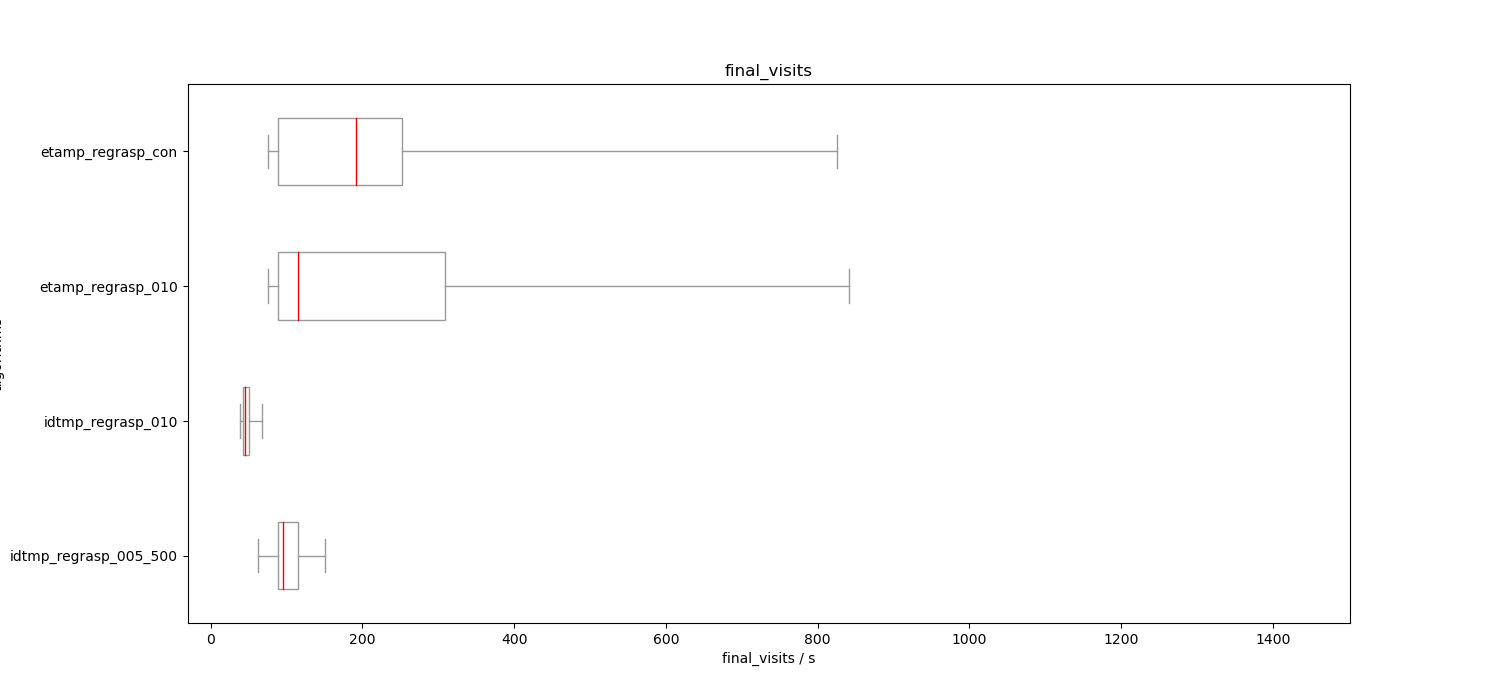 final_visits
etamp_regrasp_con
etamp_regrasp_010
idtmp_regrasp_010
idtmp_regrasp_005_500
0 200 400 600 800 1000 1200 1400
final_visits / s